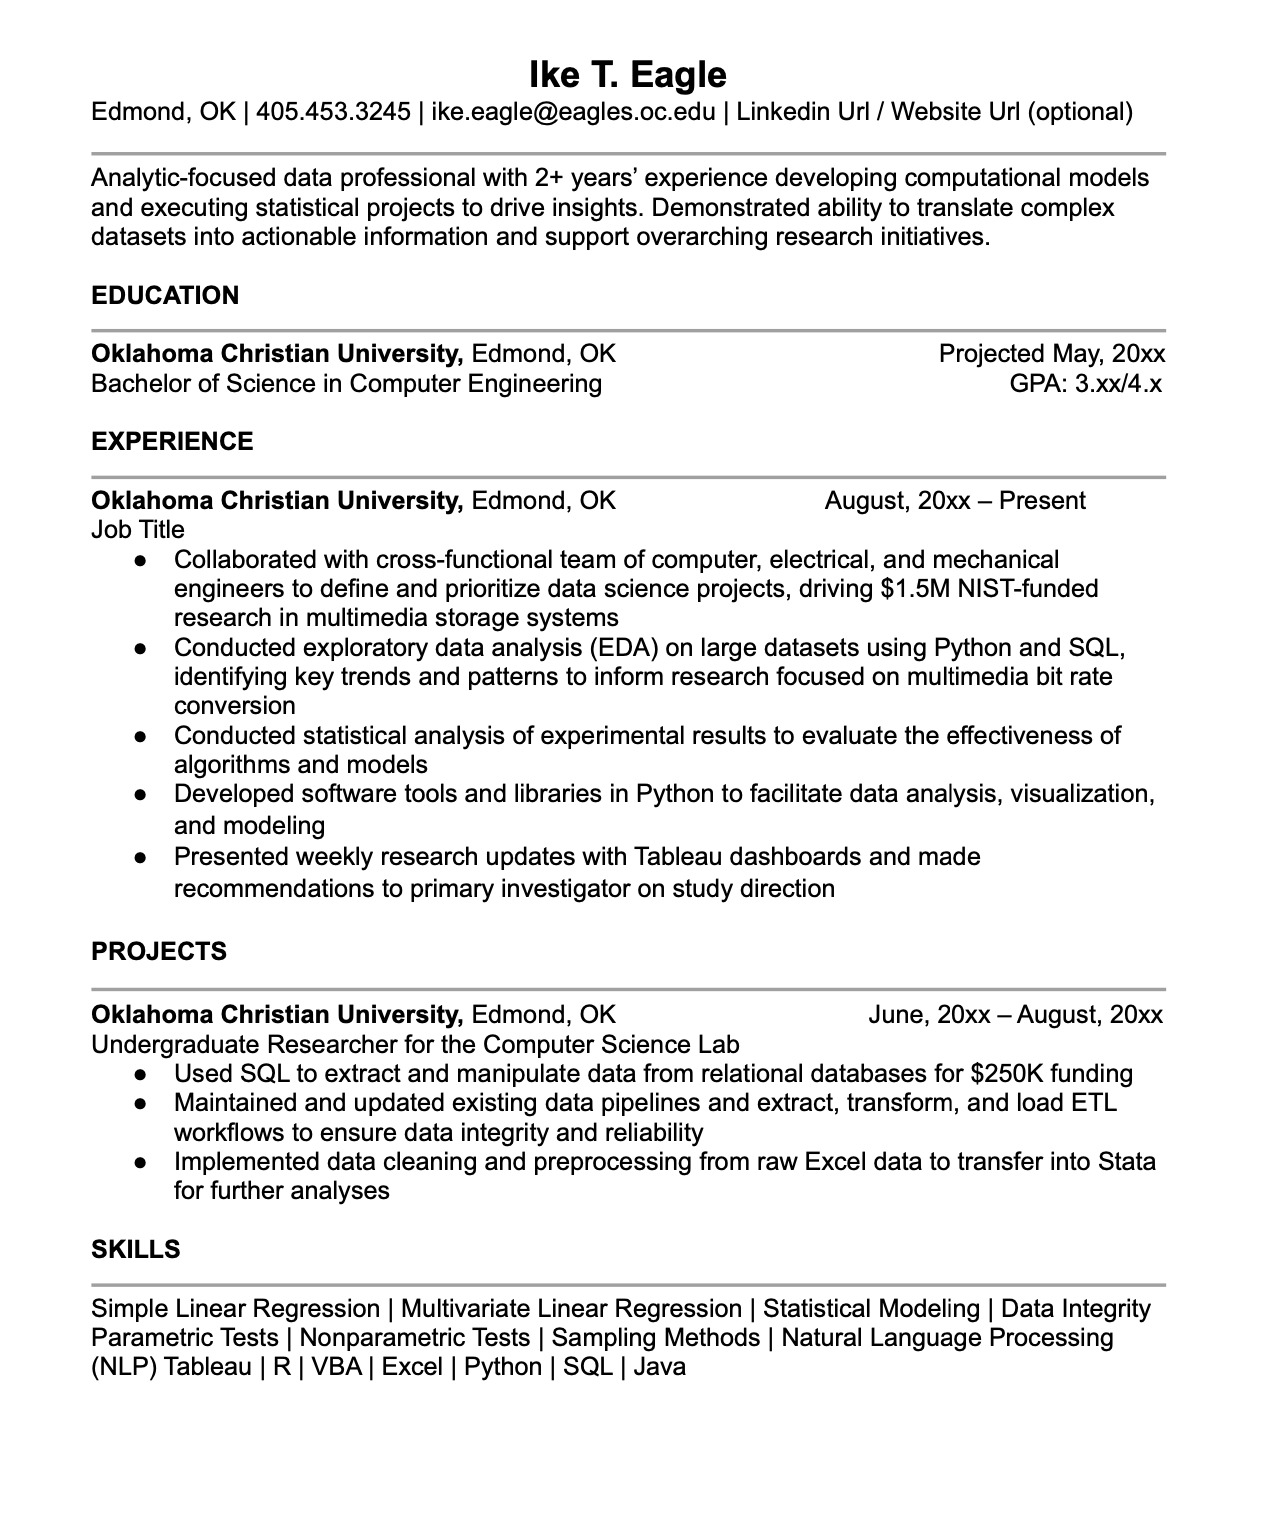 Ike T. Eagle
Edmond, OK | 405.453.3245 | ike.eagle@eagles.oc.edu | Linkedin Url / Website Url (optional)
Analytic-focused data professional with 2+ years’ experience developing computational models
and executing statistical projects to drive insights. Demonstrated ability to translate complex
datasets into actionable information and support overarching research initiatives.
EDUCATION
Oklahoma Christian University, Edmond, OK Projected May, 20xx
Bachelor of Science in Computer Engineering GPA: 3.xx/4.x
EXPERIENCE
Oklahoma Christian University, Edmond, OK August, 20xx – Present
Job Title
● Collaborated with cross-functional team of computer, electrical, and mechanical
engineers to define and prioritize data science projects, driving $1.5M NIST-funded
research in multimedia storage systems
● Conducted exploratory data analysis (EDA) on large datasets using Python and SQL,
identifying key trends and patterns to inform research focused on multimedia bit rate
conversion
● Conducted statistical analysis of experimental results to evaluate the effectiveness of
algorithms and models
● Developed software tools and libraries in Python to facilitate data analysis, visualization,
and modeling
● Presented weekly research updates with Tableau dashboards and made
recommendations to primary investigator on study direction
PROJECTS
Oklahoma Christian University, Edmond, OK June, 20xx – August, 20xx
Undergraduate Researcher for the Computer Science Lab
● Used SQL to extract and manipulate data from relational databases for $250K funding
● Maintained and updated existing data pipelines and extract, transform, and load ETL
workflows to ensure data integrity and reliability
● Implemented data cleaning and preprocessing from raw Excel data to transfer into Stata
for further analyses
SKILLS
Simple Linear Regression | Multivariate Linear Regression | Statistical Modeling | Data Integrity
Parametric Tests | Nonparametric Tests | Sampling Methods | Natural Language Processing
(NLP) Tableau | R | VBA | Excel | Python | SQL | Java